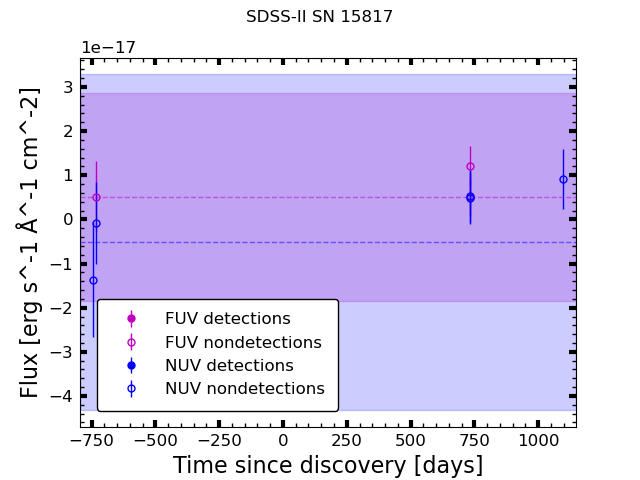 SDSS-II SN 15817
1e−17
3
2
1
0
−1
−2
−3
−4
Flux [erg s^-1 Å^-1 cm^-2]
FUV detections
FUV nondetections
NUV detections
NUV nondetections
−750 −500 −250 0 250 500 750 1000
Time since discovery [days]